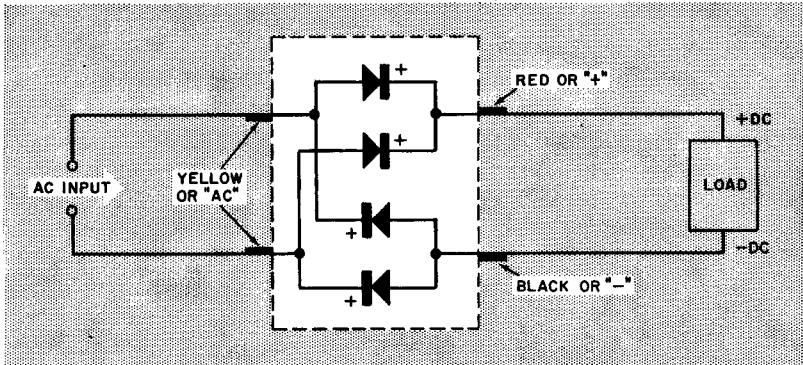 RED OR "+"
+DC
YELLOW
OR "AC"
AC INPUT
LOAD
-DC
BLACK OR "-"
+
+
+
+